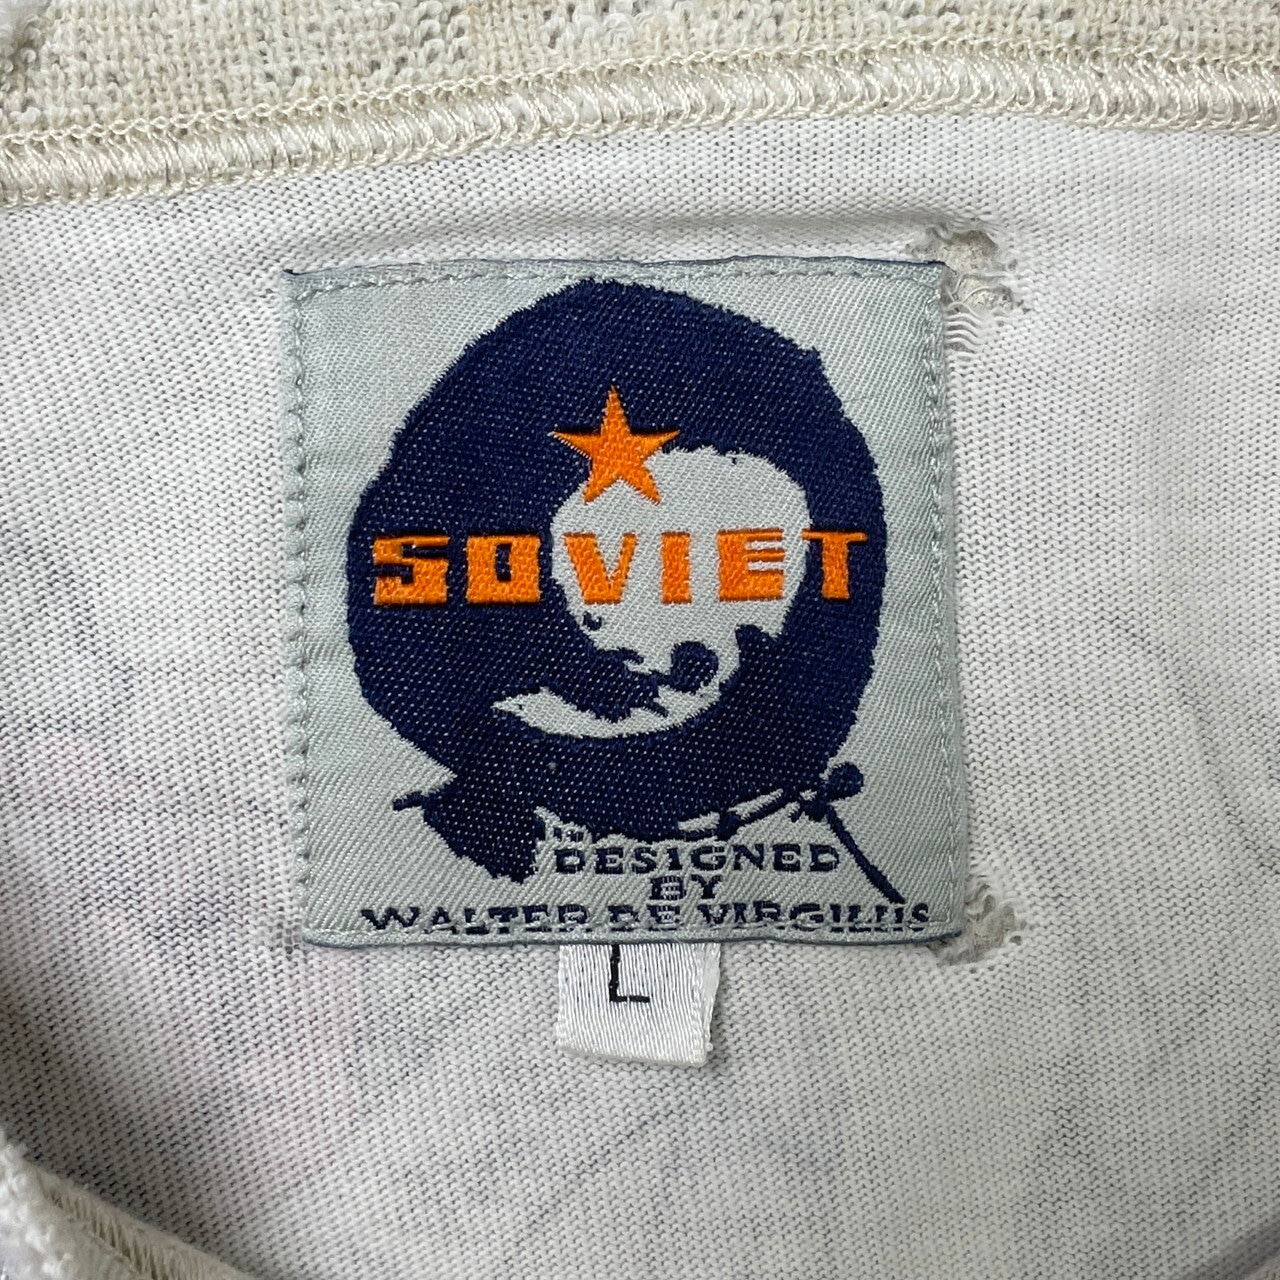 SOVIET
DESIGNED
BY
WALTER DE VIRGILIIS
L